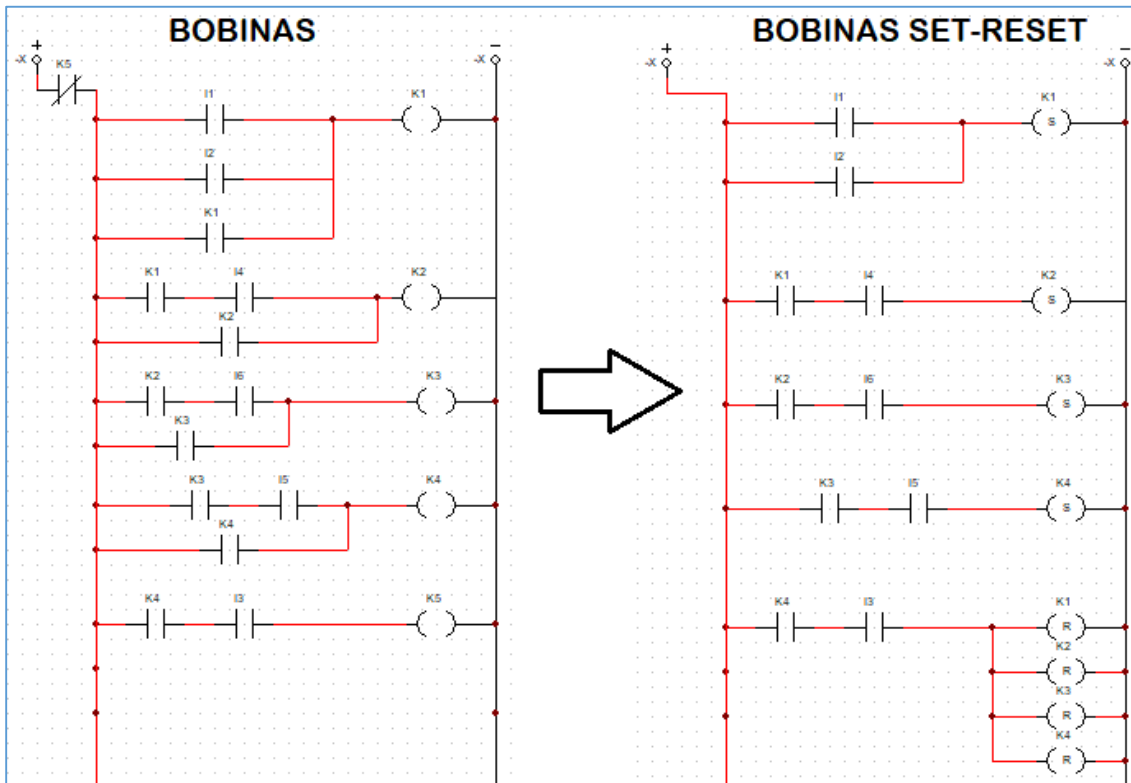 BOBINAS
BOBINAS SET-RESET
+
-X
K5
-
-X
I1
K1
I2
K1
K1
I4
K2
K2
K2
I6
K3
K3
K3
I5
K4
K4
K4
I3
K5
+
-X
-
-X
I1
K1
S
I2
K1
I4
K2
S
K2
I6
K3
S
K3
I5
K4
S
K4
I3
K1
R
K2
R
K3
R
K4
R